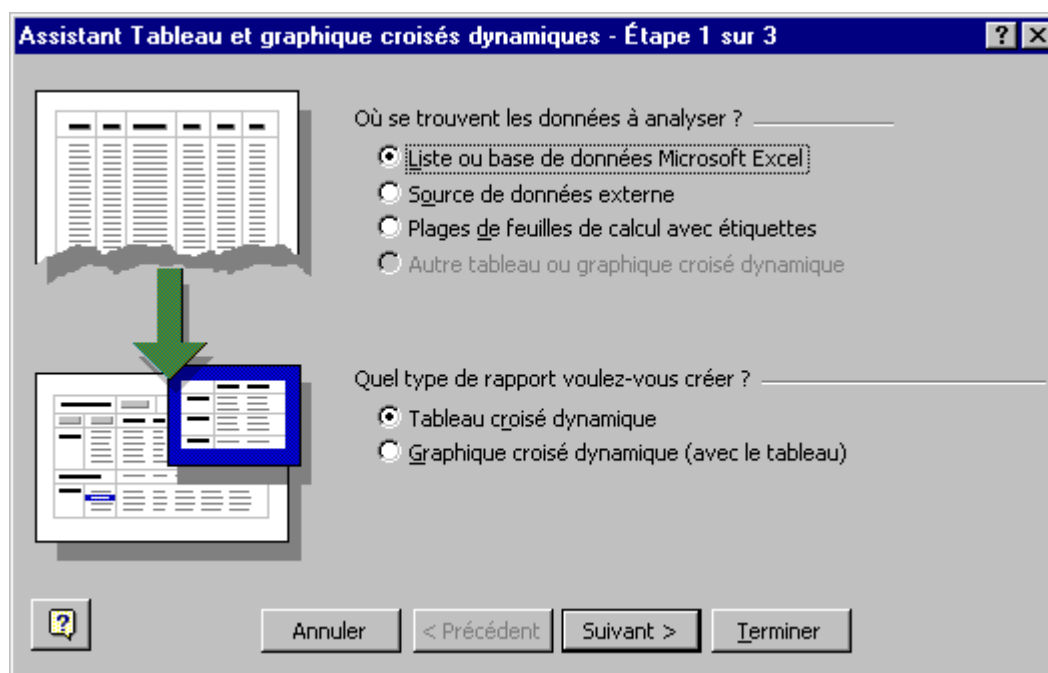 Assistant Tableau et graphique croisés dynamiques - Étape 1 sur 3
Où se trouvent les données à analyser ?
Liste ou base de données Microsoft Excel
Source de données externe
Plages de feuilles de calcul avec étiquettes
Autre tableau ou graphique croisé dynamique
Quel type de rapport voulez-vous créer ?
Tableau croisé dynamique
Graphique croisé dynamique (avec le tableau)
Annuler < Précédent Suivant > Terminer